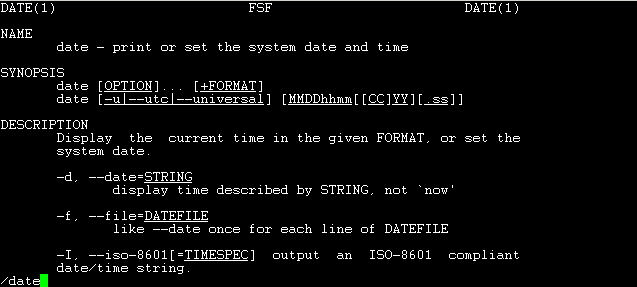 DATE(1) FSF DATE(1)
NAME
date - print or set the system date and time
SYNOPSIS
date [OPTION]... [+FORMAT]
date [-u|--utc|--universal] [MMDDhhmm[[CC]YY][.ss]]
DESCRIPTION
Display the current time in the given FORMAT, or set the
system date.
-d, --date=STRING
display time described by STRING, not `now'
-f, --file=DATEFILE
like --date once for each line of DATEFILE
-I, --iso-8601[=TIMESPEC] output an ISO-8601 compliant
date/time string.
/date